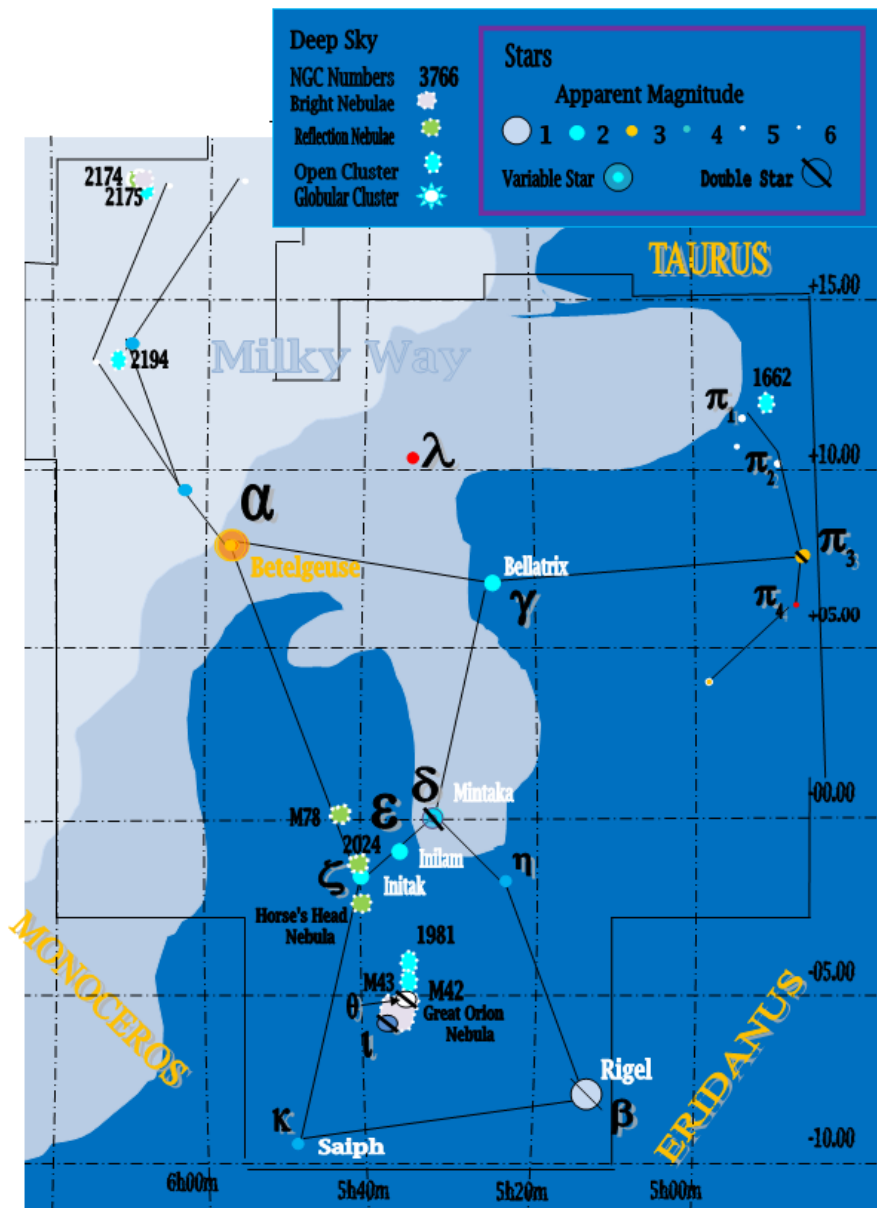 Deep Sky
NGC Numbers 3766
Bright Nebulae
Reflection Nebulae
Open Cluster
Globular Cluster
Stars
Apparent Magnitude
1 2 3 4 5 6
Variable Star Double Star
2174
2175
TAURUS
+15.00
2194
Milky Way
1662
π1
λ
π2
+10.00
α
Betelgeuse
Bellatrix
π3
γ
π4
+05.00
δ
Mintaka
-00.00
M78
ε
2024
Inilam
η
ζ
Initak
Horse's Head
Nebula
1981
MONOCEROS
M43
M42
-05.00
θ
Great Orion
Nebula
ι
ERIDANUS
Rigel
β
κ
Saiph
-10.00
6h00m
5h40m
5h20m
5h00m